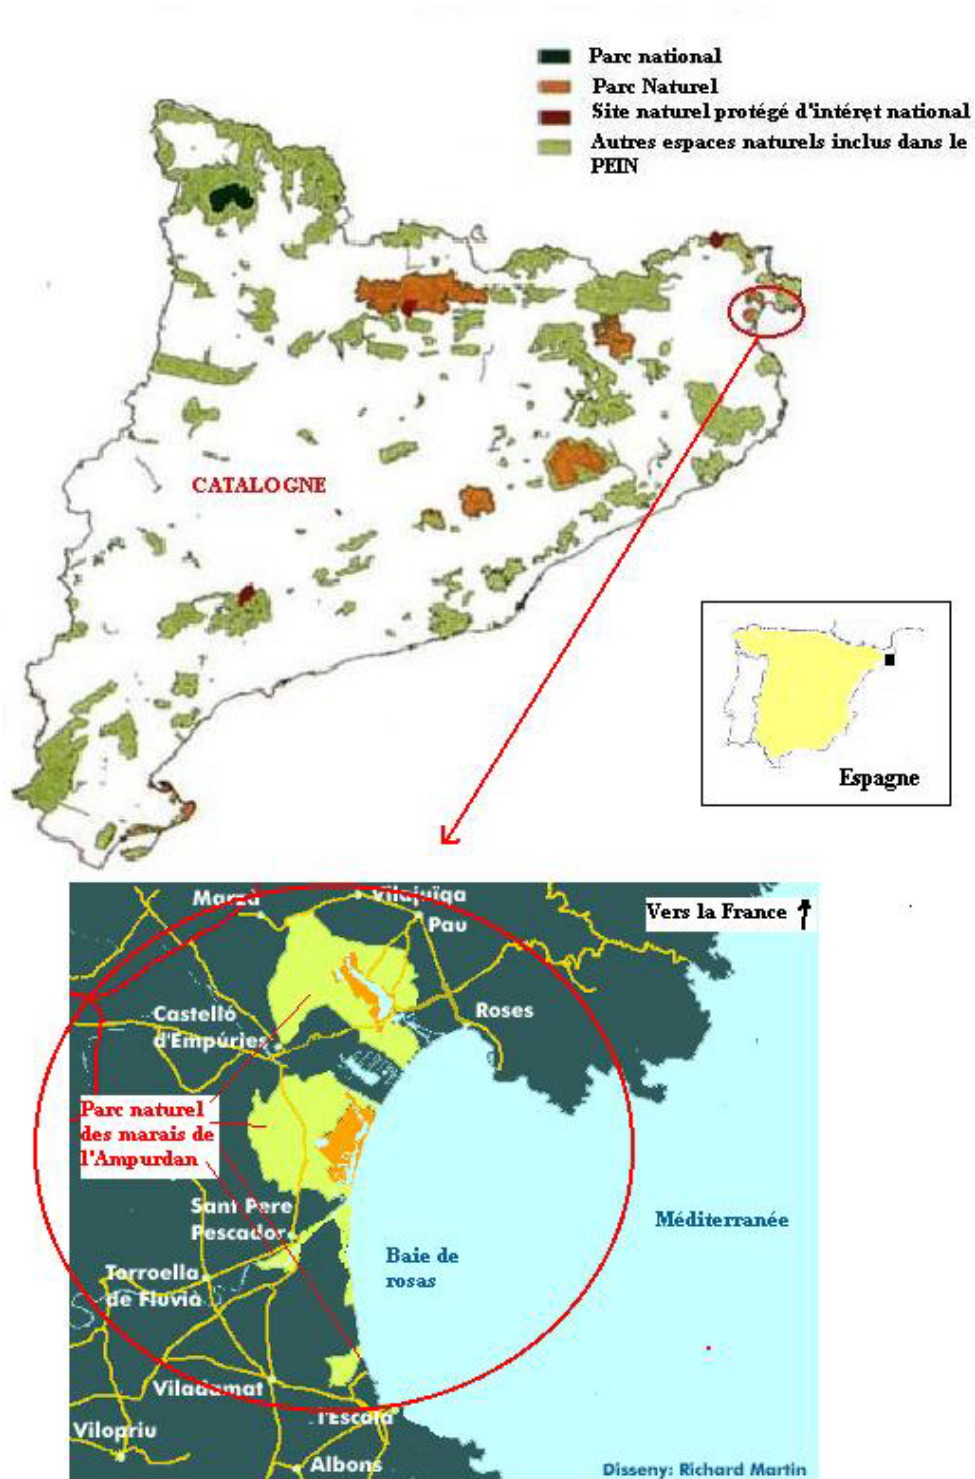 Parc national
Parc Naturel
Site naturel protégé d'intéret national
Autres espaces naturels inclus dans le
PEIN
CATALOGNE
Espagne
Marzà
Vilajuïga
Pau
Vers la France
Castelló
d'Empúries
Roses
Parc naturel
des marais de
l'Ampurdan
Sant Pere
Pescador
Baie de
rosas
Méditerranée
Torroella
de Fluvià
Viladamat
l'Escala
Vilopriu
Albons
Disseny: Richard Martin